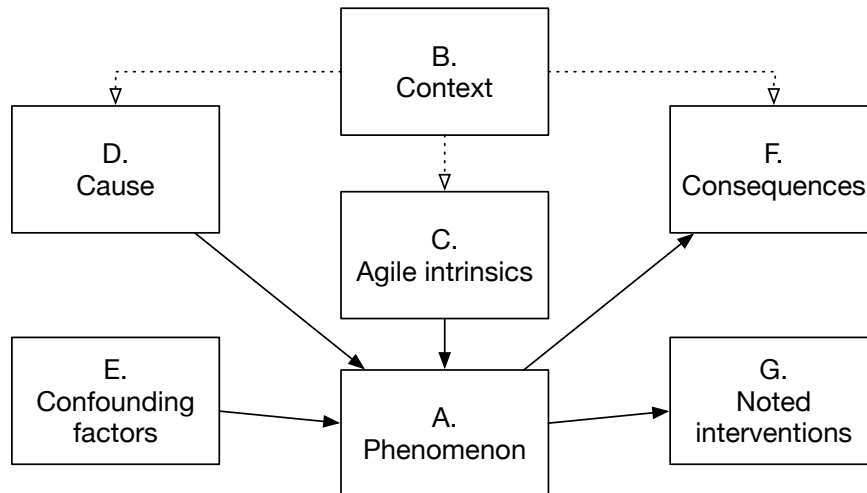 B.
Context
D.
Cause
F.
Consequences
C.
Agile intrinsics
E.
Confounding
factors
A.
Phenomenon
G.
Noted
interventions